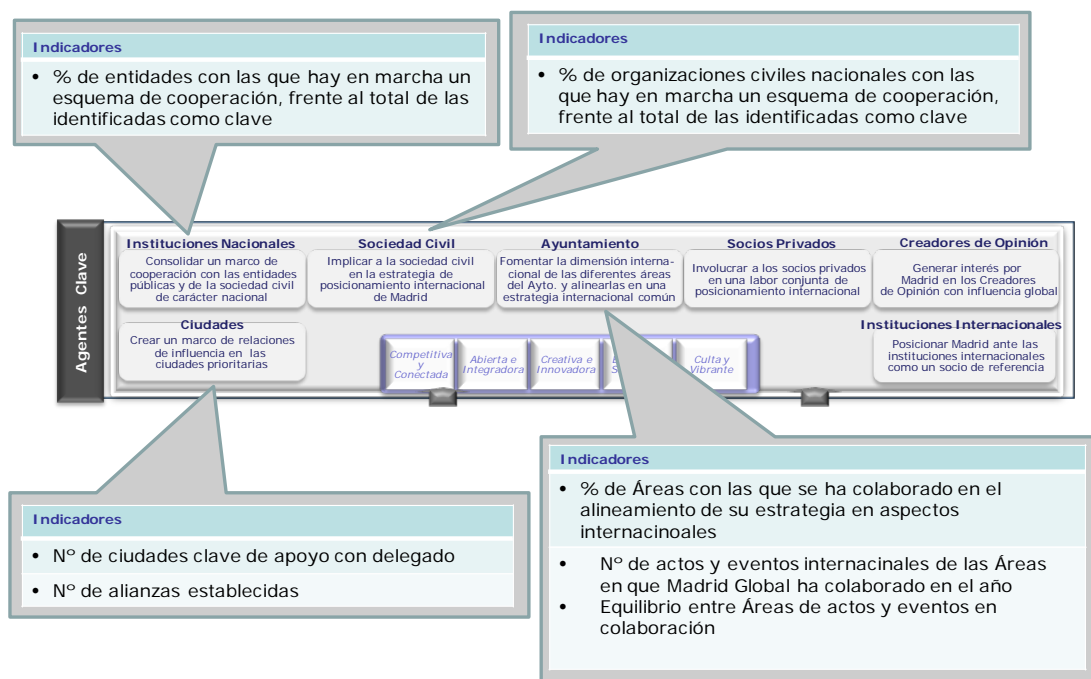 Indicadores
• % de entidades con las que hay en marcha un
esquema de cooperación, frente al total de las
identificadas como clave
Indicadores
• % de organizaciones civiles nacionales con las
que hay en marcha un esquema de cooperación,
frente al total de las identificadas como clave
Agentes Clave
Instituciones Nacionales
Consolidar un marco de
cooperación con las entidades
públicas y de la sociedad civil
de carácter nacional
Sociedad Civil
Implicar a la sociedad civil
en la estrategia de
posicionamiento internacional
de Madrid
Ayuntamiento
Fomentar la dimensión interna-
cional de las diferentes áreas
del Ayto. y alinearlas en una
estrategia internacional común
Socios Privados
Involucrar a los socios privados
en una labor conjunta de
posicionamiento internacional
Creadores de Opinión
Generar interés por
Madrid en los Creadores
de Opinión con influencia global
Ciudades
Crear un marco de relaciones
de influencia en las
ciudades prioritarias
Competitiva
y
Conectada
Abierta e
Integradora
Creativa e
Innovadora
Culta y
Vibrante
Instituciones Internacionales
Posicionar Madrid ante las
instituciones internacionales
como un socio de referencia
Indicadores
• Nº de ciudades clave de apoyo con delegado
• Nº de alianzas establecidas
Indicadores
• % de Áreas con las que se ha colaborado en el
alineamiento de su estrategia en aspectos
internacinoales
• Nº de actos y eventos internacinales de las Áreas
en que Madrid Global ha colaborado en el año
• Equilibrio entre Áreas de actos y eventos en
colaboración